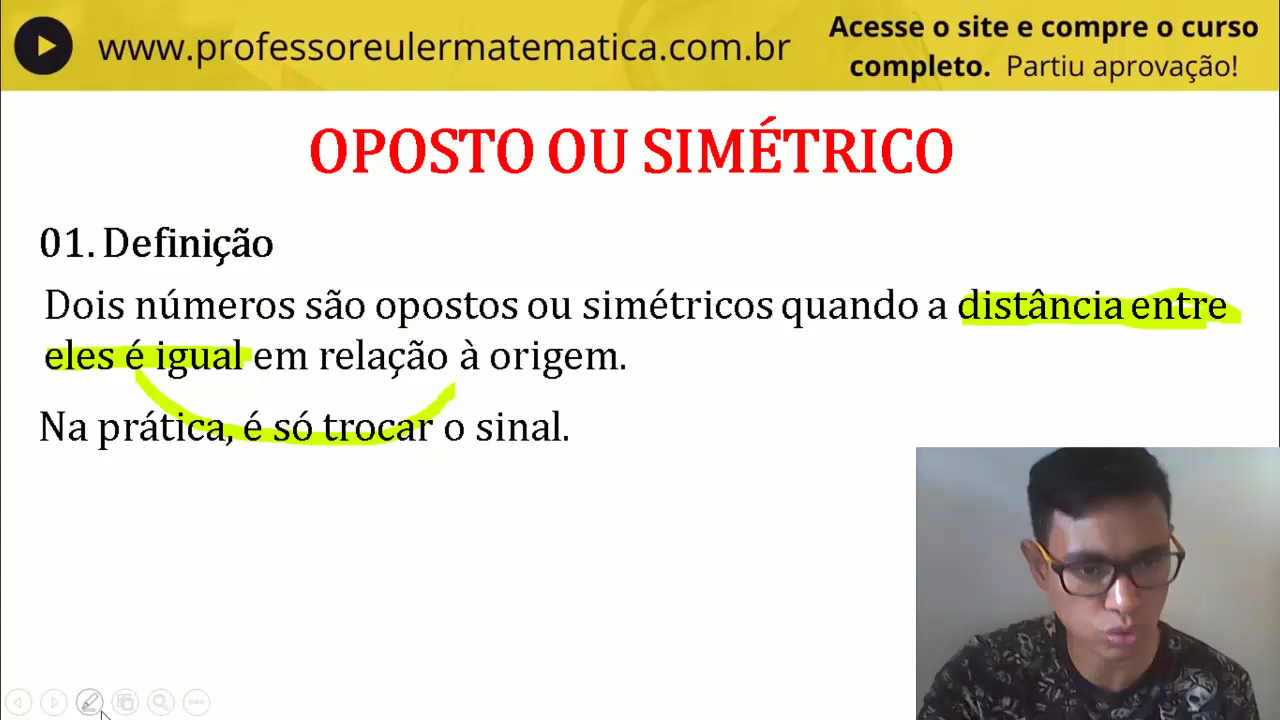 www.professoreulermatematica.com.br
Acesse o site e compre o curso
completo. Partiu aprovação!
OPOSTO OU SIMÉTRICO
01. Definição
Dois números são opostos ou simétricos quando a distância entre
eles é igual em relação à origem.
Na prática, é só trocar o sinal.